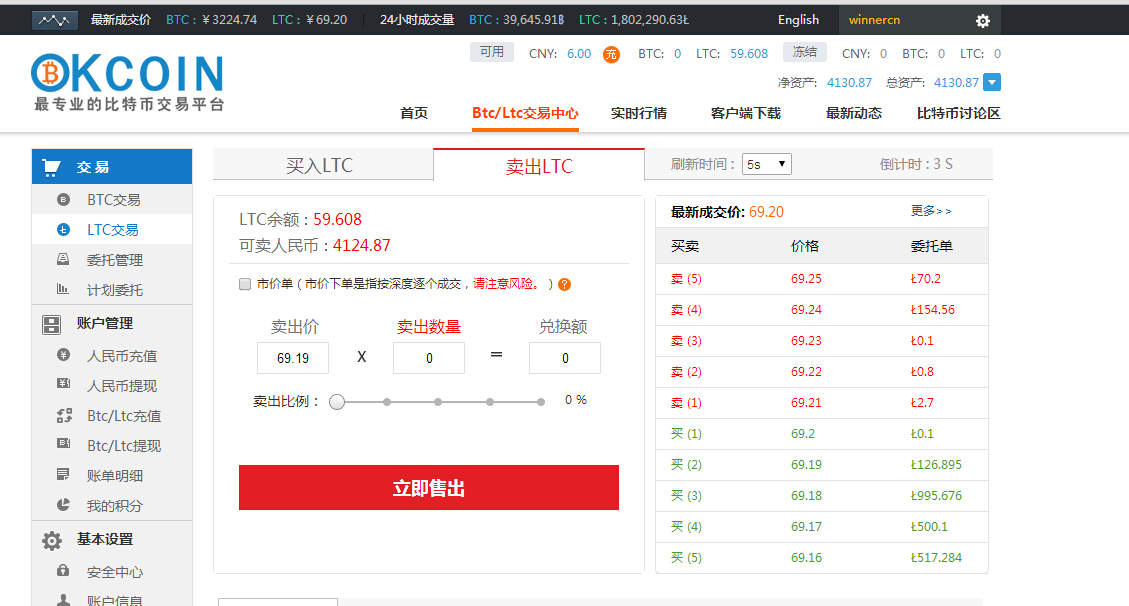 最新成交价 BTC：￥3224.74 LTC：￥69.20 24小时成交量 BTC：39,645.91฿ LTC：1,802,290.63Ł English winnercn
可用 CNY: 6.00 充 BTC: 0 LTC: 59.608 冻结 CNY: 0 BTC: 0 LTC: 0
净资产: 4130.87 总资产: 4130.87
OKCOIN
最专业的比特币交易平台
首页 Btc/Ltc交易中心 实时行情 客户端下载 最新动态 比特币讨论区
交易
BTC交易
LTC交易
委托管理
计划委托
账户管理
人民币充值
人民币提现
Btc/Ltc充值
Btc/Ltc提现
账单明细
我的积分
基本设置
安全中心
账户信息
买入LTC 卖出LTC 刷新时间： 5s 倒计时：3 S
LTC余额：59.608
可卖人民币：4124.87
市价单（市价下单是指按深度逐个成交，请注意风险。）?
卖出价 卖出数量 兑换额
69.19 X 0 = 0
卖出比例： 0 %
立即售出
最新成交价: 69.20 更多>>
买卖 价格 委托单
卖 (5) 69.25 Ł70.2
卖 (4) 69.24 Ł154.56
卖 (3) 69.23 Ł0.1
卖 (2) 69.22 Ł0.8
卖 (1) 69.21 Ł2.7
买 (1) 69.2 Ł0.1
买 (2) 69.19 Ł126.895
买 (3) 69.18 Ł995.676
买 (4) 69.17 Ł500.1
买 (5) 69.16 Ł517.284